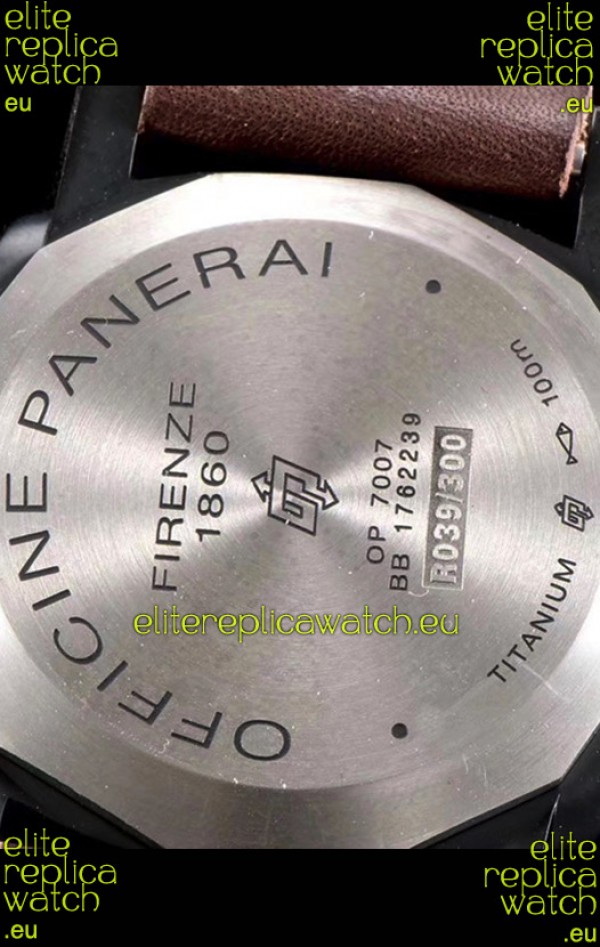 elite
replica
watch
.eu
elite
replica
watch
.eu
OFFICINE PANERAI
FIRENZE
1860
OP 7007
BB 1762239
R039/300
100m
TITANIUM
elitereplicawatch.eu
elite
replica
watch
.eu
elite
replica
watch
.eu